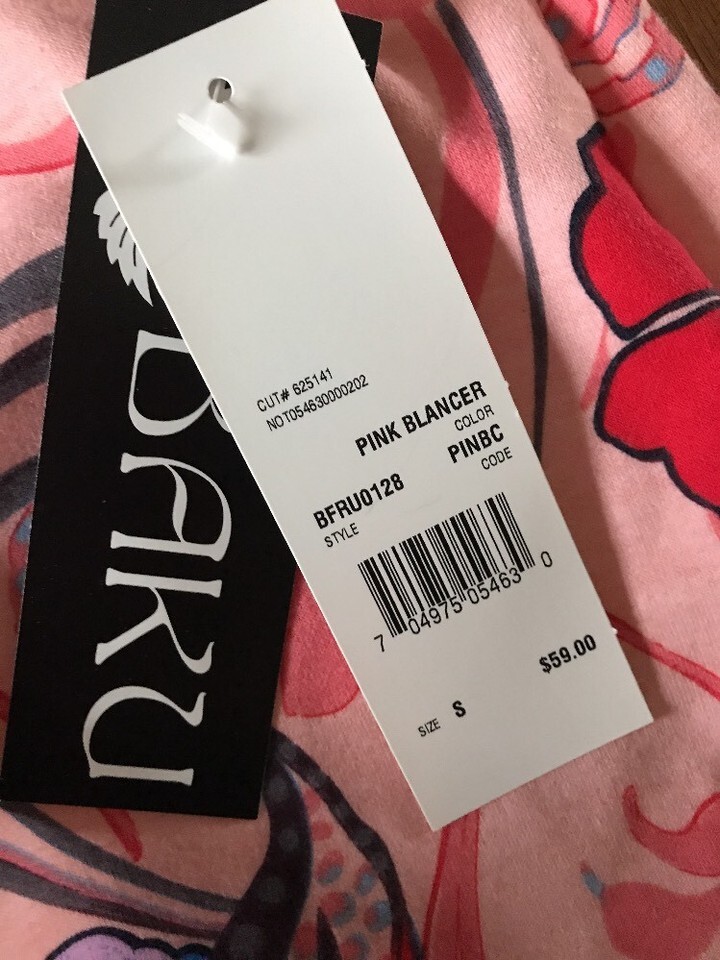 BAKU
CUT# 625141
NOT054630000202
PINK BLANCER
COLOR
BFRU0128 PINBC
STYLE CODE
7 04975 05463 0
$59.00
SIZE S